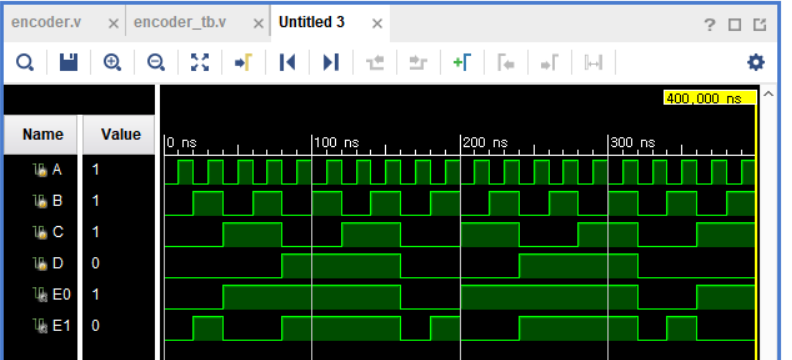 encoder.v × encoder_tb.v × Untitled 3 × ?
400,000 ns
Name Value 0 ns 100 ns 200 ns 300 ns
A 1
B 1
C 1
D 0
E0 1
E1 0